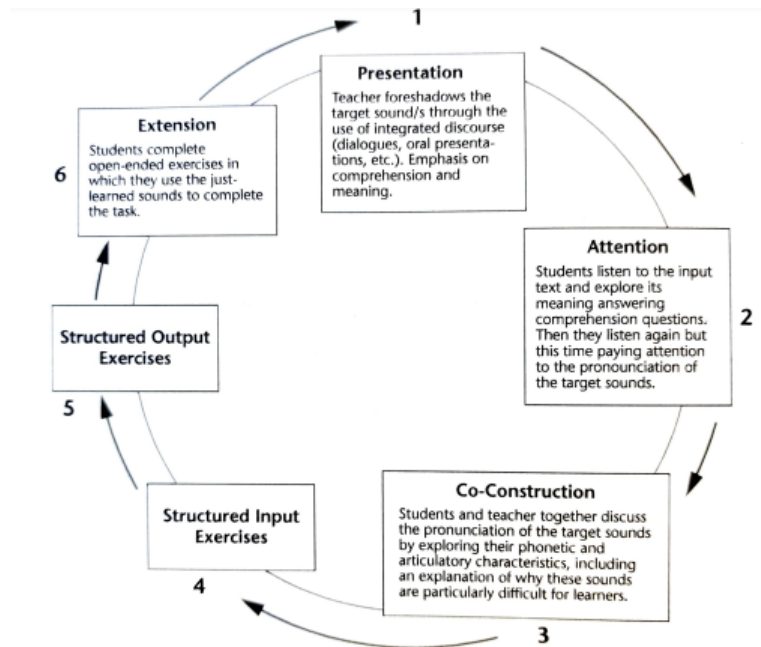 1
Presentation
Teacher foreshadows the
target sound/s through the
use of integrated discourse
(dialogues, oral presenta-
tions, etc.). Emphasis on
comprehension and
meaning.
Attention
Students listen to the input
text and explore its
meaning answering
comprehension questions.
Then they listen again but
this time paying attention
to the pronounciation of
the target sounds.
2
Co-Construction
Students and teacher together discuss
the pronunciation of the target sounds
by exploring their phonetic and
articulatory characteristics, including
an explanation of why these sounds
are particularly difficult for learners.
3
Structured Input
Exercises
4
Structured Output
Exercises
5
Extension
Students complete
open-ended exercises in
which they use the just-
learned sounds to complete
the task.
6